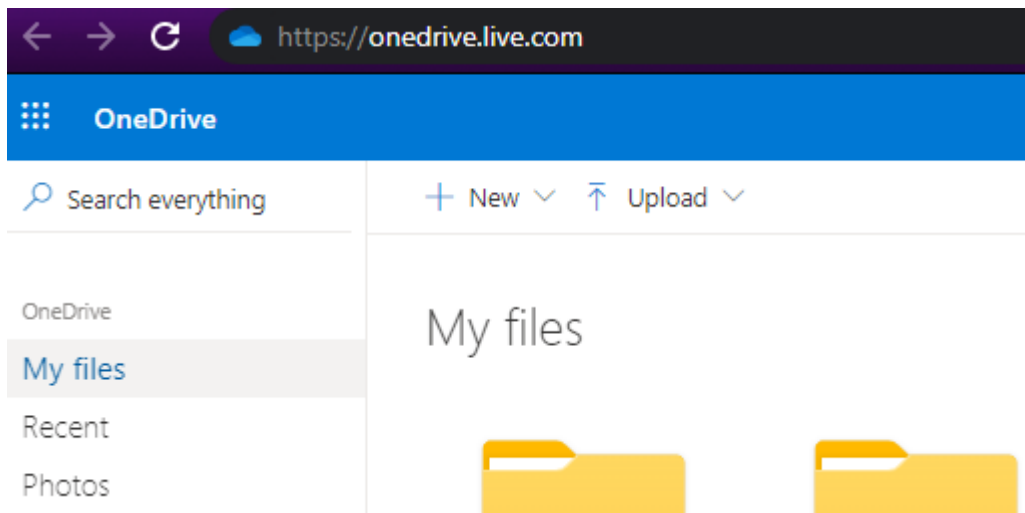 https://onedrive.live.com
OneDrive
Search everything
New Upload
OneDrive
My files
Recent
Photos
My files